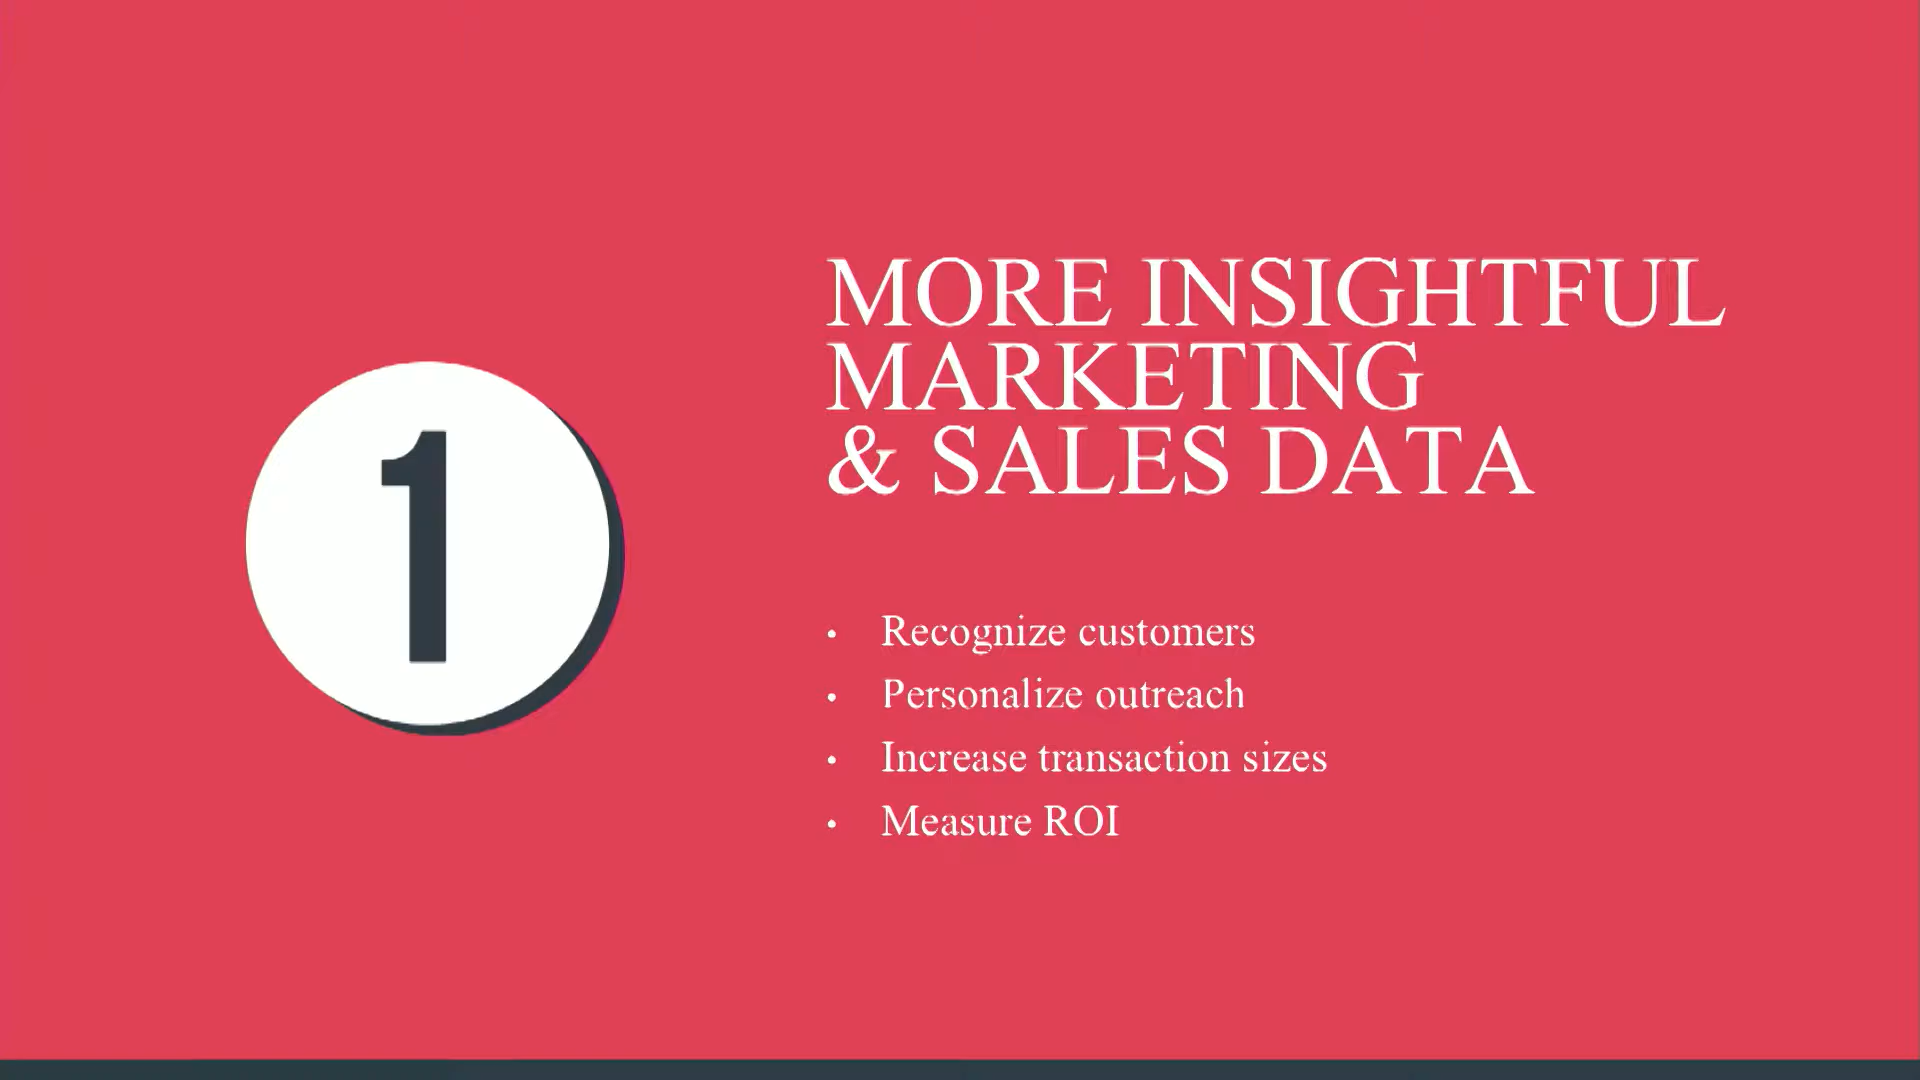 1
MORE INSIGHTFUL
MARKETING
& SALES DATA
• Recognize customers
• Personalize outreach
• Increase transaction sizes
• Measure ROI